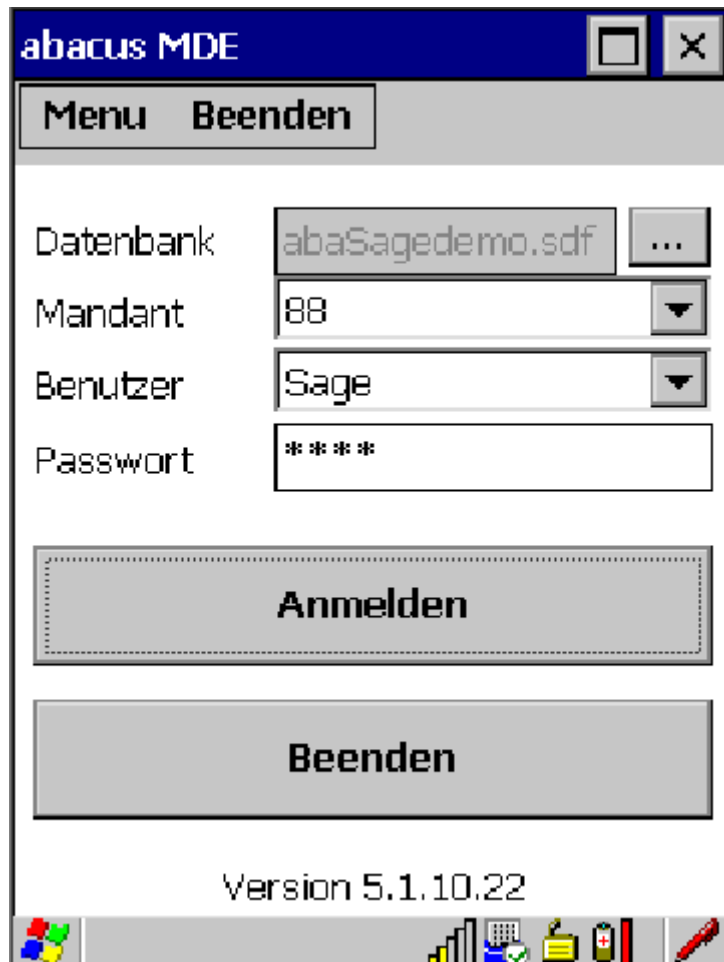 abacus MDE
Menu Beenden
Datenbank abaSagedemo.sdf ...
Mandant 88
Benutzer Sage
Passwort ****
Anmelden
Beenden
Version 5.1.10.22